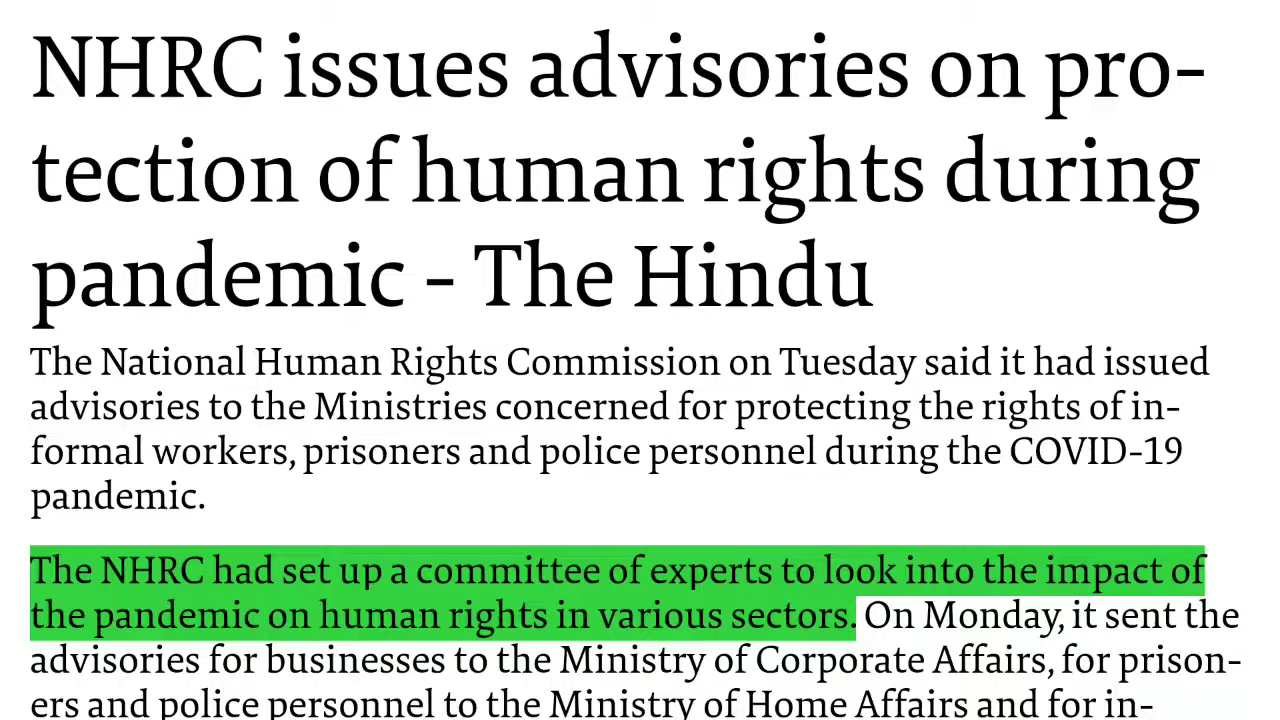 NHRC issues advisories on pro-
tection of human rights during
pandemic - The Hindu
The National Human Rights Commission on Tuesday said it had issued
advisories to the Ministries concerned for protecting the rights of in-
formal workers, prisoners and police personnel during the COVID-19
pandemic.
The NHRC had set up a committee of experts to look into the impact of
the pandemic on human rights in various sectors. On Monday, it sent the
advisories for businesses to the Ministry of Corporate Affairs, for prison-
ers and police personnel to the Ministry of Home Affairs and for in-